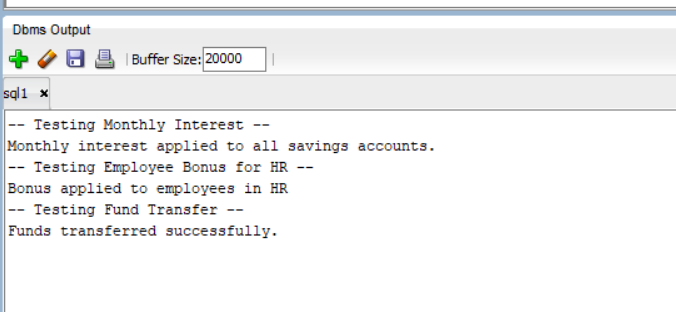 Dbms Output
Buffer Size: 20000
sql1
-- Testing Monthly Interest --
Monthly interest applied to all savings accounts.
-- Testing Employee Bonus for HR --
Bonus applied to employees in HR
-- Testing Fund Transfer --
Funds transferred successfully.